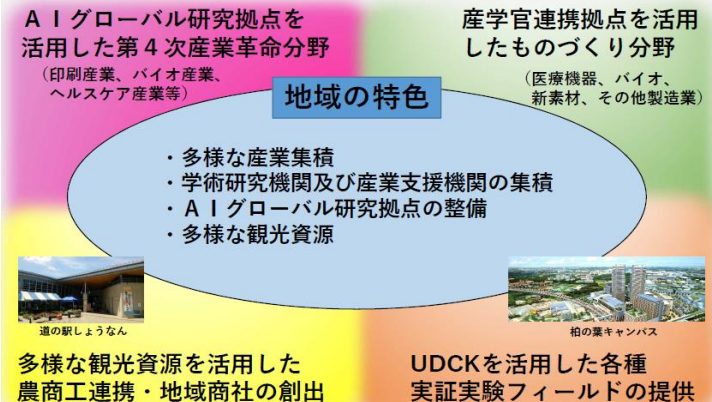 AIグローバル研究拠点を
活用した第4次産業革命分野
（印刷産業、バイオ産業、
ヘルスケア産業等）
産学官連携拠点を活用
したものづくり分野
（医療機器、バイオ、
新素材、その他製造業）
地域の特色
・多様な産業集積
・学術研究機関及び産業支援機関の集積
・AIグローバル研究拠点の整備
・多様な観光資源
道の駅しょうなん
柏の葉キャンパス
多様な観光資源を活用した
農商工連携・地域商社の創出
UDCKを活用した各種
実証実験フィールドの提供